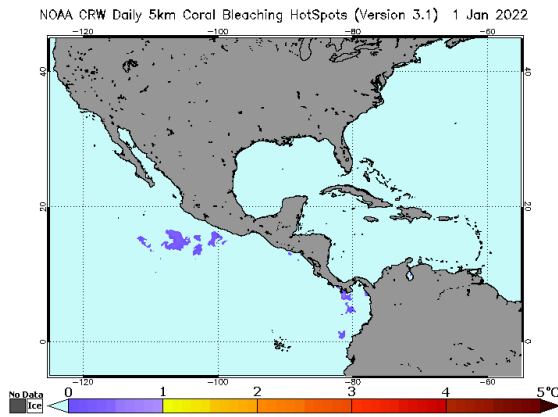 NOAA CRW Daily 5km Coral Bleaching HotSpots (Version 3.1) 1 Jan 2022
−120 −100 −80 −60
40 40
20 20
0 0
−120 −100 −80 −60
No Data
Ice 0 1 2 3 4 5°C